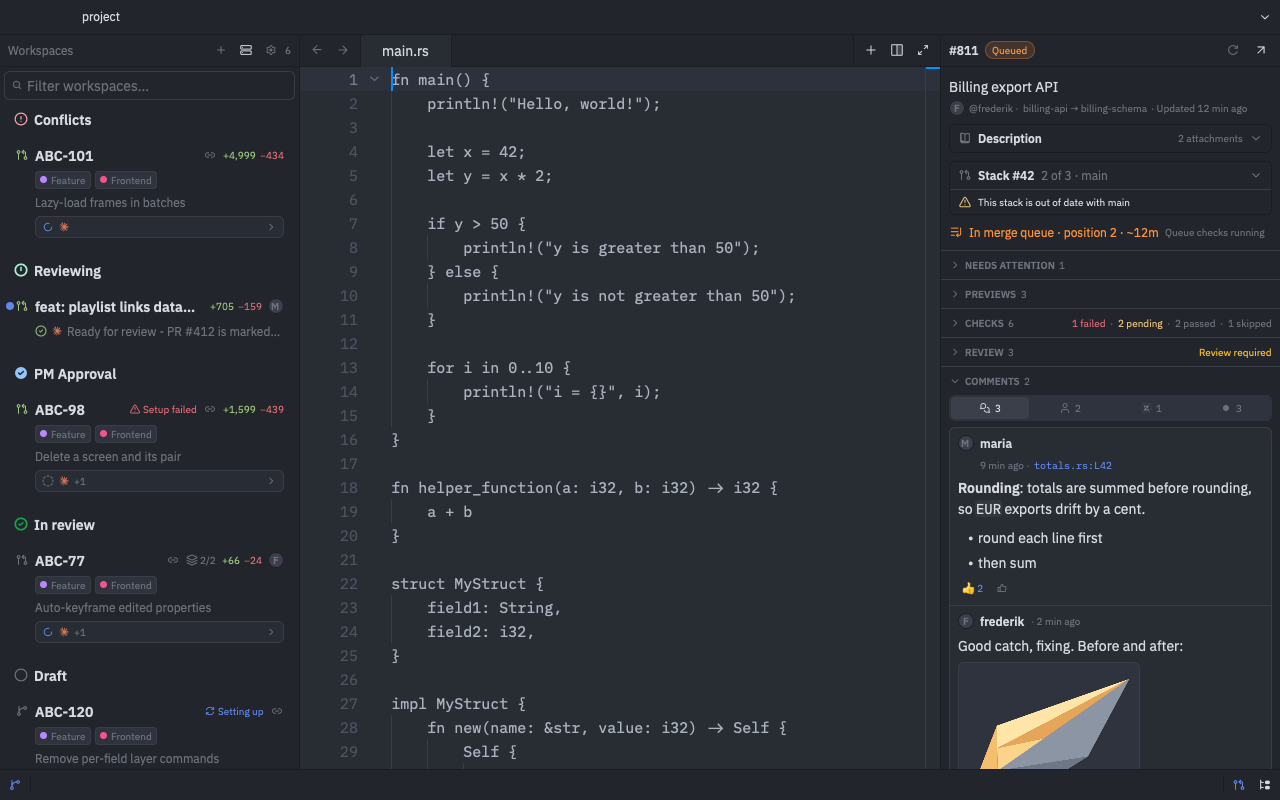 project
Workspaces
6
Filter workspaces...
Conflicts
ABC-101
+4,999 −434
Feature
Frontend
Lazy-load frames in batches
Reviewing
feat: playlist links data...
+705 −159
M
Ready for review - PR #412 is marked...
PM Approval
ABC-98
Setup failed
+1,599 −439
Feature
Frontend
Delete a screen and its pair
+1
In review
ABC-77
2/2
+66 −24
F
Feature
Frontend
Auto-keyframe edited properties
+1
Draft
ABC-120
Setting up
Feature
Frontend
Remove per-field layer commands
main.rs
1 fn main() {
2 println!("Hello, world!");
3
4 let x = 42;
5 let y = x * 2;
6
7 if y > 50 {
8 println!("y is greater than 50");
9 } else {
10 println!("y is not greater than 50");
11 }
12
13 for i in 0..10 {
14 println!("i = {}", i);
15 }
16 }
17
18 fn helper_function(a: i32, b: i32) -> i32 {
19 a + b
20 }
21
22 struct MyStruct {
23 field1: String,
24 field2: i32,
25 }
26
27 impl MyStruct {
28 fn new(name: &str, value: i32) -> Self {
29 Self {
#811
Queued
Billing export API
F @frederik · billing-api → billing-schema · Updated 12 min ago
Description
2 attachments
Stack #42 2 of 3 · main
This stack is out of date with main
In merge queue · position 2 · ~12m Queue checks running
NEEDS ATTENTION 1
PREVIEWS 3
CHECKS 6
1 failed · 2 pending · 2 passed · 1 skipped
REVIEW 3
Review required
COMMENTS 2
3
2
1
3
M maria
9 min ago · totals.rs:L42
Rounding: totals are summed before rounding,
so EUR exports drift by a cent.
• round each line first
• then sum
👍 2
F frederik · 2 min ago
Good catch, fixing. Before and after: